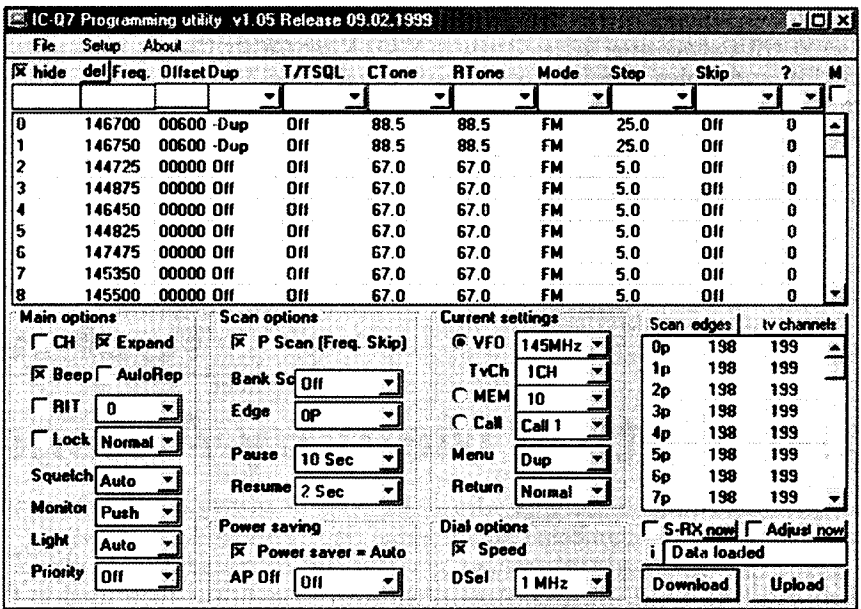 IC-Q7 Programming utility v1.05 Release 09.02.1999
File Setup About
hide del Freq. Offset Dup T/TSQL CTone RTone Mode Step Skip ? M
0 146700 00600 -Dup Off 88.5 88.5 FM 25.0 Off 0
1 146750 00600 -Dup Off 88.5 88.5 FM 25.0 Off 0
2 144725 00000 Off Off 67.0 67.0 FM 5.0 Off 0
3 144875 00000 Off Off 67.0 67.0 FM 5.0 Off 0
4 146450 00000 Off Off 67.0 67.0 FM 5.0 Off 0
5 144825 00000 Off Off 67.0 67.0 FM 5.0 Off 0
6 147475 00000 Off Off 67.0 67.0 FM 5.0 Off 0
7 145350 00000 Off Off 67.0 67.0 FM 5.0 Off 0
8 145500 00000 Off Off 67.0 67.0 FM 5.0 Off 0
Main options
CH Expand
Beep AutoRep
RIT 0
Lock Normal
Squelch Auto
Monitor Push
Light Auto
Priority Off
Scan options
P Scan (Freq. Skip)
Bank Sc Off
Edge 0P
Pause 10 Sec
Resume 2 Sec
Power saving
Power saver = Auto
AP Off Off
Current settings
VFO 145MHz
TvCh 1CH
MEM 10
Call Call 1
Menu Dup
Return Normal
Dial options
Speed
DSel 1 MHz
Scan edges tv channels
0p 198 199
1p 198 199
2p 198 199
3p 198 199
4p 198 199
5p 198 199
6p 198 199
7p 198 199
S-RX now Adjust now
i Data loaded
Download Upload